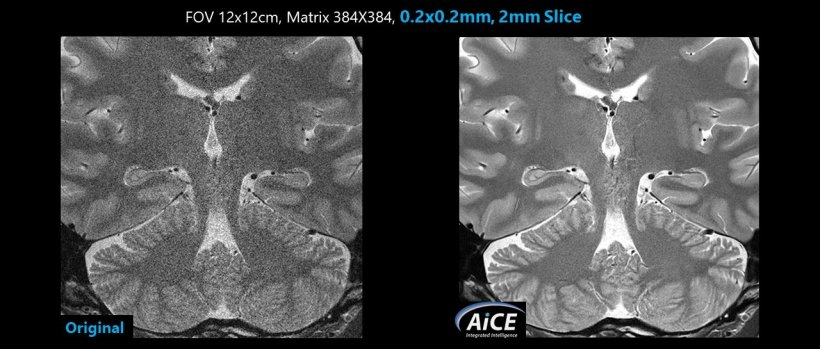 FOV 12x12cm, Matrix 384X384, 0.2x0.2mm, 2mm Slice
Original
AiCE
Integrated Intelligence